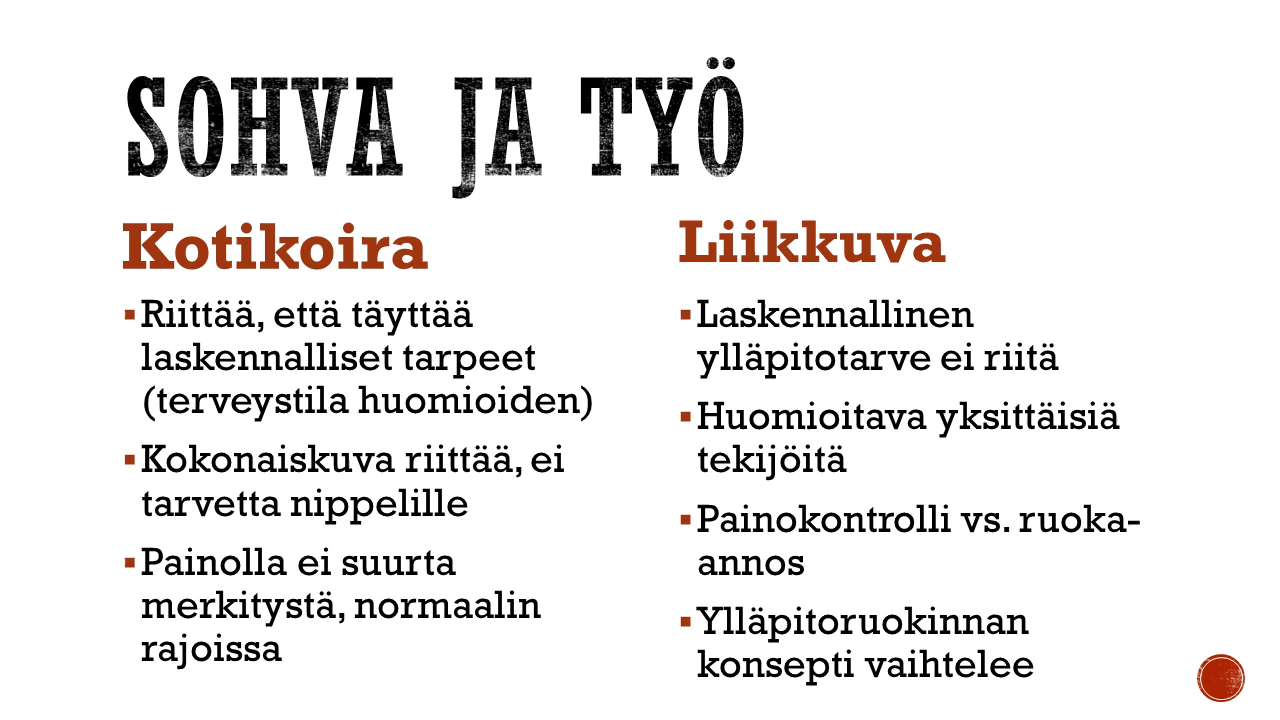 SOHVA JA TYÖ
Kotikoira
▪Riittää, että täyttää
laskennalliset tarpeet
(terveystila huomioiden)
▪Kokonaiskuva riittää, ei
tarvetta nippelille
▪Painolla ei suurta
merkitystä, normaalin
rajoissa
Liikkuva
▪Laskennallinen
ylläpitotarve ei riitä
▪Huomioitava yksittäisiä
tekijöitä
▪Painokontrolli vs. ruoka-
annos
▪Ylläpitoruokinnan
konsepti vaihtelee